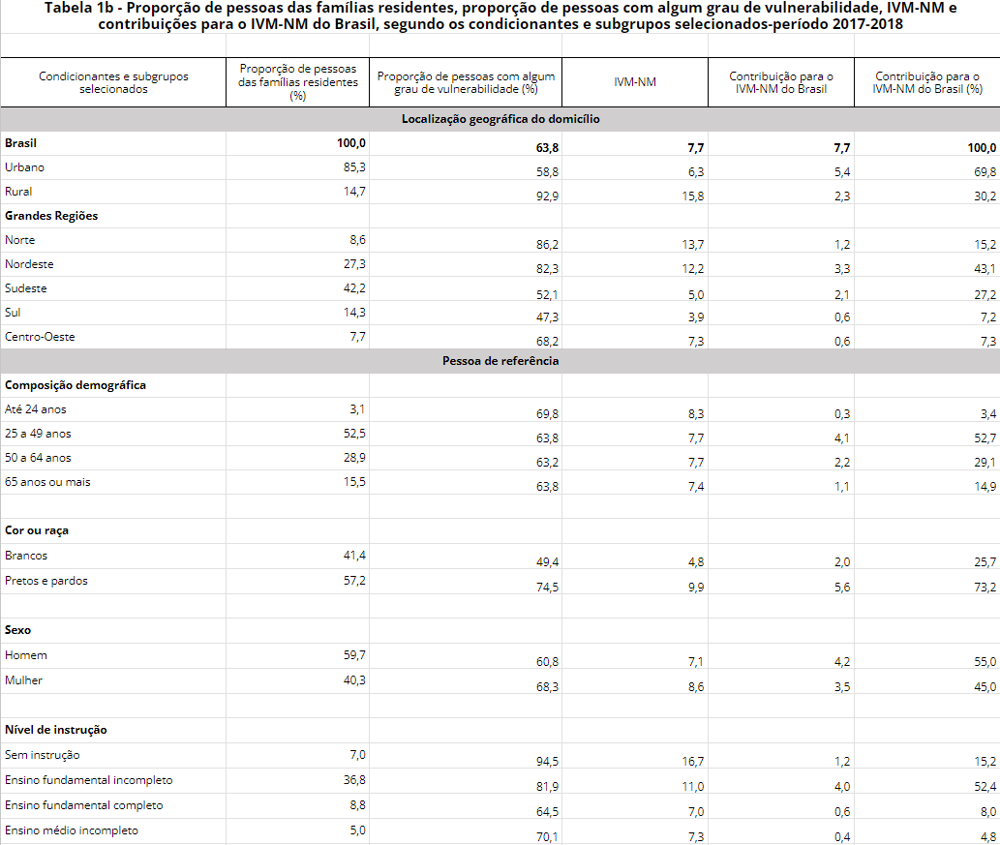 Tabela 1b - Proporção de pessoas das famílias residentes, proporção de pessoas com algum grau de vulnerabilidade, IVM-NM e
contribuições para o IVM-NM do Brasil, segundo os condicionantes e subgrupos selecionados-período 2017-2018
Condicionantes e subgrupos
selecionados
Proporção de pessoas
das famílias residentes
(%)
Proporção de pessoas com algum
grau de vulnerabilidade (%)
IVM-NM
Contribuição para o
IVM-NM do Brasil
Contribuição para o
IVM-NM do Brasil (%)
Localização geográfica do domicílio
Brasil 100,0 63,8 7,7 7,7 100,0
Urbano 85,3 58,8 6,3 5,4 69,8
Rural 14,7 92,9 15,8 2,3 30,2
Grandes Regiões
Norte 8,6 86,2 13,7 1,2 15,2
Nordeste 27,3 82,3 12,2 3,3 43,1
Sudeste 42,2 52,1 5,0 2,1 27,2
Sul 14,3 47,3 3,9 0,6 7,2
Centro-Oeste 7,7 68,2 7,3 0,6 7,3
Pessoa de referência
Composição demográfica
Até 24 anos 3,1 69,8 8,3 0,3 3,4
25 a 49 anos 52,5 63,8 7,7 4,1 52,7
50 a 64 anos 28,9 63,2 7,7 2,2 29,1
65 anos ou mais 15,5 63,8 7,4 1,1 14,9
Cor ou raça
Brancos 41,4 49,4 4,8 2,0 25,7
Pretos e pardos 57,2 74,5 9,9 5,6 73,2
Sexo
Homem 59,7 60,8 7,1 4,2 55,0
Mulher 40,3 68,3 8,6 3,5 45,0
Nível de instrução
Sem instrução 7,0 94,5 16,7 1,2 15,2
Ensino fundamental incompleto 36,8 81,9 11,0 4,0 52,4
Ensino fundamental completo 8,8 64,5 7,0 0,6 8,0
Ensino médio incompleto 5,0 70,1 7,3 0,4 4,8